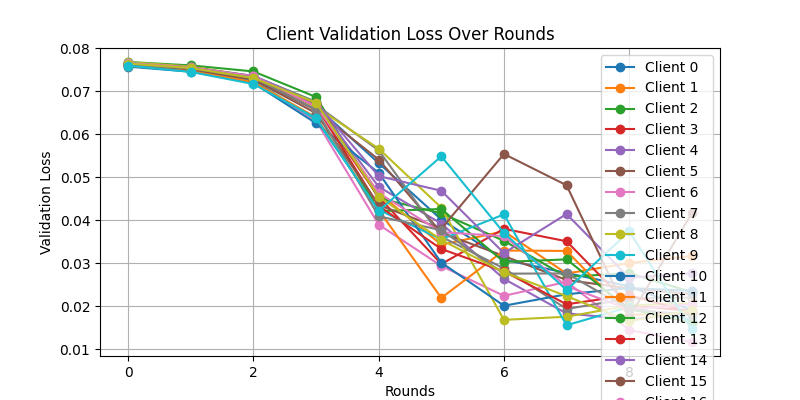 Client Validation Loss Over Rounds
Validation Loss
0.08
0.07
0.06
0.05
0.04
0.03
0.02
0.01
0
2
4
6
8
Rounds
Client 0
Client 1
Client 2
Client 3
Client 4
Client 5
Client 6
Client 7
Client 8
Client 9
Client 10
Client 11
Client 12
Client 13
Client 14
Client 15
Client 16